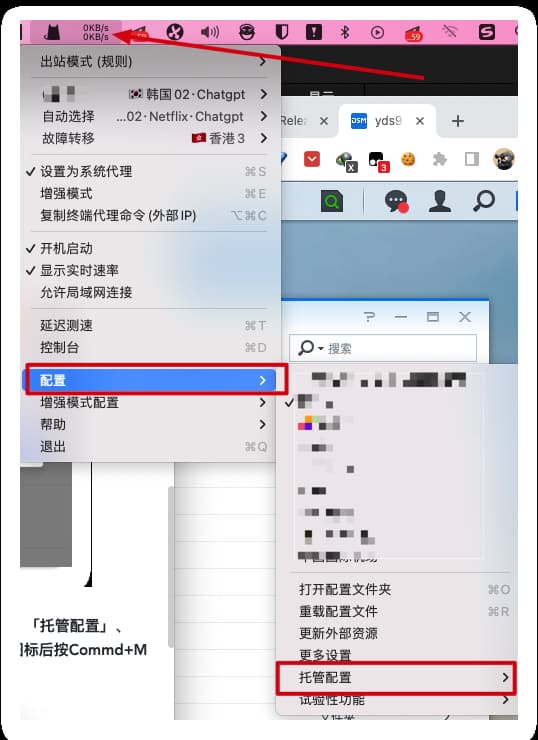 0KB/s
0KB/s
59
59
出站模式 (规则)
🇰🇷 韩国 02·Chatgpt
自动选择 …02·Netflix·Chatgpt
故障转移 🇭🇰 香港 3
设置为系统代理 ⌘S
增强模式 ⌘E
复制终端代理命令 (外部 IP) ⌥⌘C
开机启动
显示实时速率
允许局域网连接
延迟测速 ⌘T
控制台 ⌘D
配置
增强模式配置
帮助
退出 ⌘Q
Relea
DSM yds9
X
3
搜索
打开配置文件夹 ⌘O
重载配置文件 ⌘R
更新外部资源
更多设置
托管配置
试验性功能
「托管配置」、
图标后按Commd+M